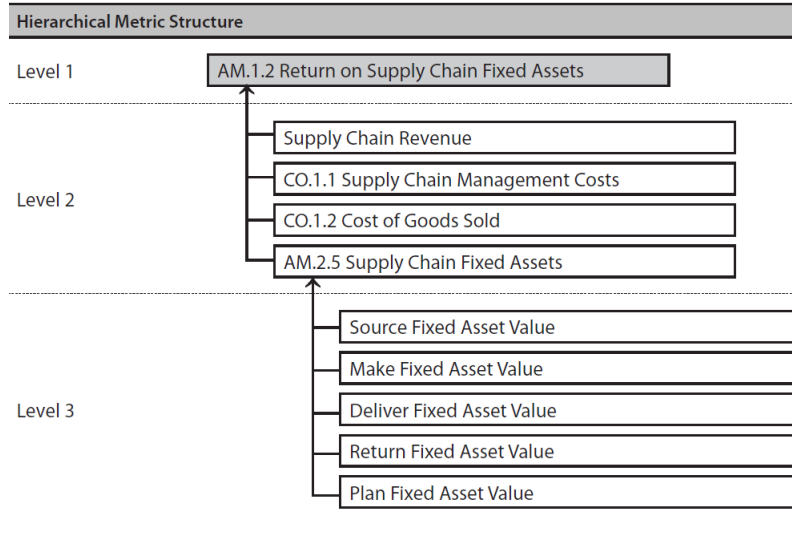 Hierarchical Metric Structure
Level 1
AM.1.2 Return on Supply Chain Fixed Assets
Level 2
Supply Chain Revenue
CO.1.1 Supply Chain Management Costs
CO.1.2 Cost of Goods Sold
AM.2.5 Supply Chain Fixed Assets
Level 3
Source Fixed Asset Value
Make Fixed Asset Value
Deliver Fixed Asset Value
Return Fixed Asset Value
Plan Fixed Asset Value